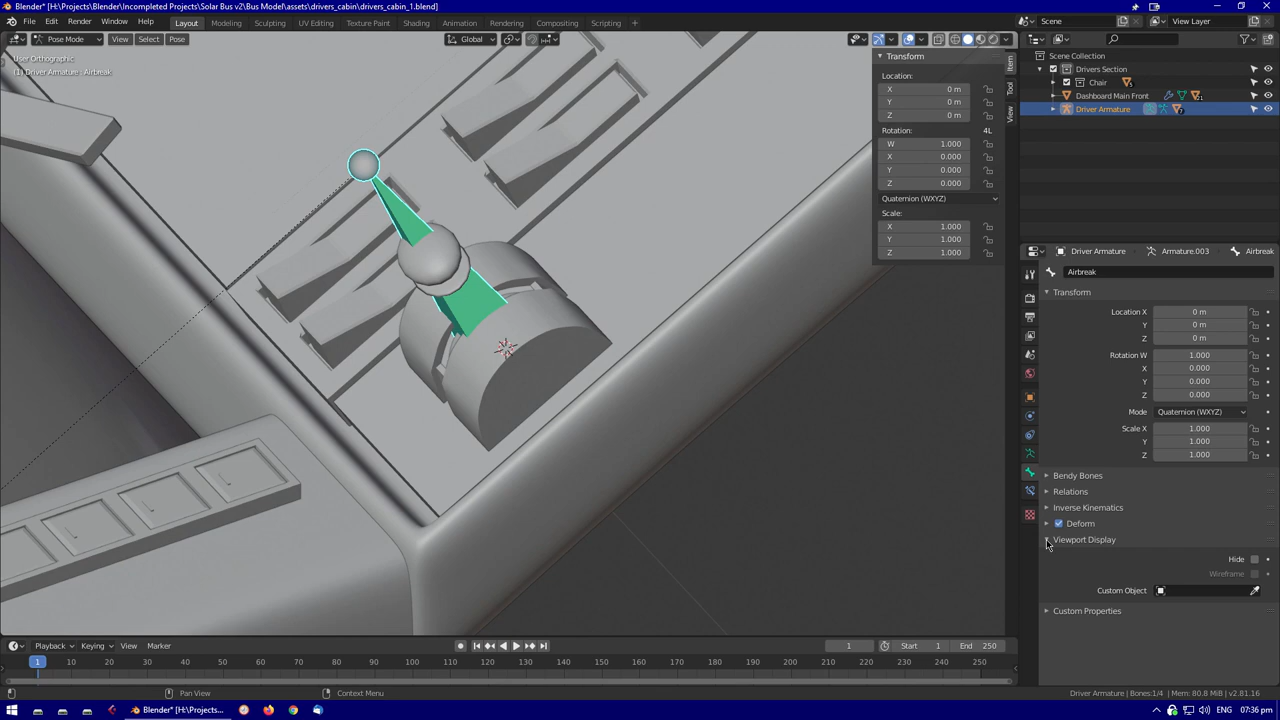 Blender* [H:\Projects\Blender\Incompleted Projects\Solar Bus v2\Bus Model\assets\drivers_cabin\drivers_cabin_1.blend]
File Edit Render Window Help Layout Modeling Sculpting UV Editing Texture Paint Shading Animation Rendering Compositing Scripting Scene View Layer
Pose Mode View Select Pose Global
User Orthographic
(1) Driver Armature : Airbreak
Transform
Location:
X 0 m
Y 0 m
Z 0 m
Rotation: 4L
W 1.000
X 0.000
Y 0.000
Z 0.000
Quaternion (WXYZ)
Scale:
X 1.000
Y 1.000
Z 1.000
Item
Tool
View
Scene Collection
Drivers Section
Chair 5
Dashboard Main Front 21
Driver Armature
Driver Armature Armature.003 Airbreak
Airbreak
Transform
Location X 0 m
Y 0 m
Z 0 m
Rotation W 1.000
X 0.000
Y 0.000
Z 0.000
Mode Quaternion (WXYZ)
Scale X 1.000
Y 1.000
Z 1.000
Bendy Bones
Relations
Inverse Kinematics
Deform
Viewport Display
Hide
Wireframe
Custom Object
Custom Properties
Playback Keying View Marker 1 Start 1 End 250
1 10 20 30 40 50 60 70 80 90 100 110 120 130 140 150 160 170 180 190 200 210 220 230 240 250
Pan View Context Menu Driver Armature | Bones:1/4 | Mem: 80.8 MiB | v2.81.16
Blender* [H:\Projects... ENG 07:36 pm